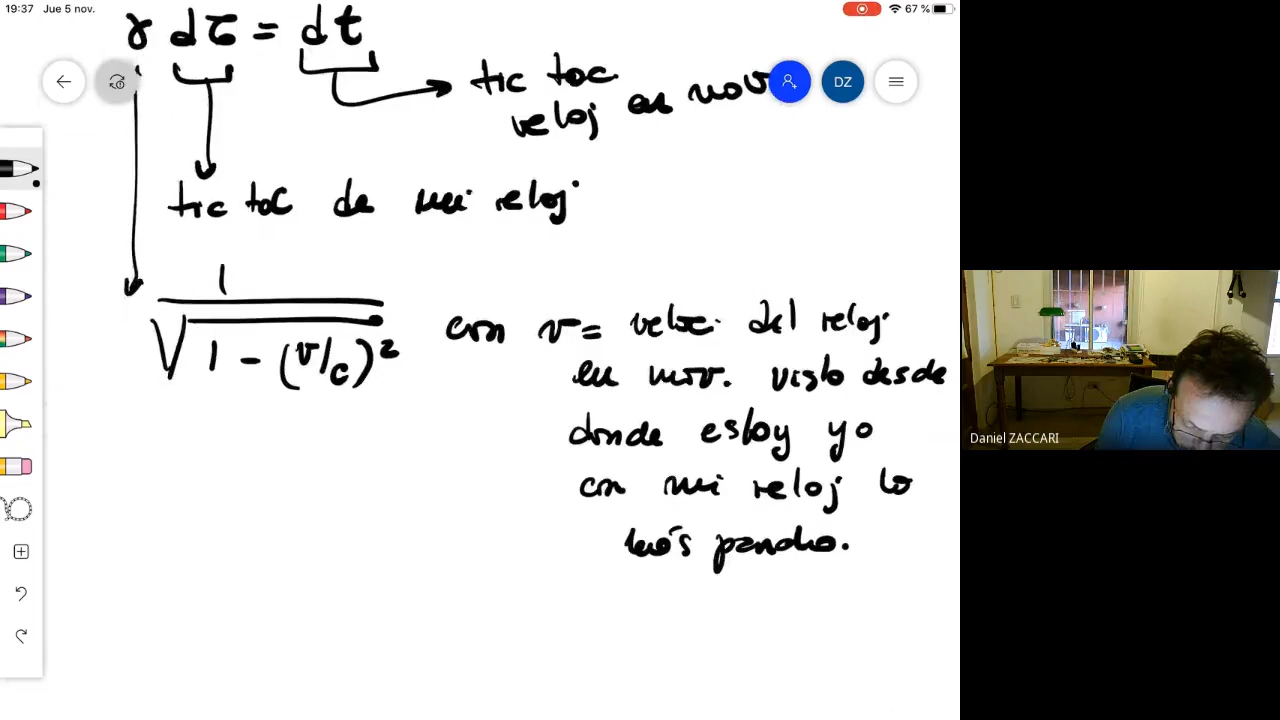 19:37 Jue 5 nov.
67 %
γ dτ = dt
DZ
tic toc
reloj en mov
tic toc de mi reloj
1
√1 - (v/c)²
con v = veloc. del reloj
en mov. visto desde
donde estoy yo
con mi reloj lo
más pancho.
Daniel ZACCARI